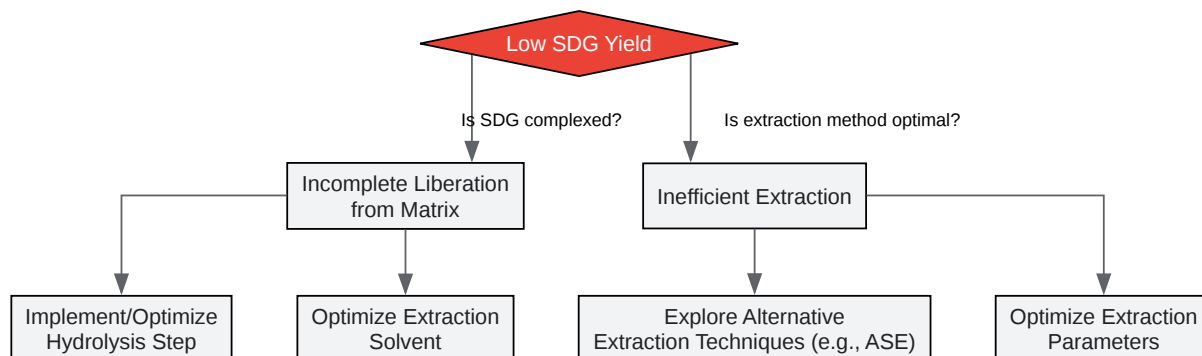 Low SDG Yield
Is SDG complexed?
Is extraction method optimal?
Incomplete Liberation
from Matrix
Inefficient Extraction
Implement/Optimize
Hydrolysis Step
Optimize Extraction
Solvent
Explore Alternative
Extraction Techniques (e.g., ASE)
Optimize Extraction
Parameters